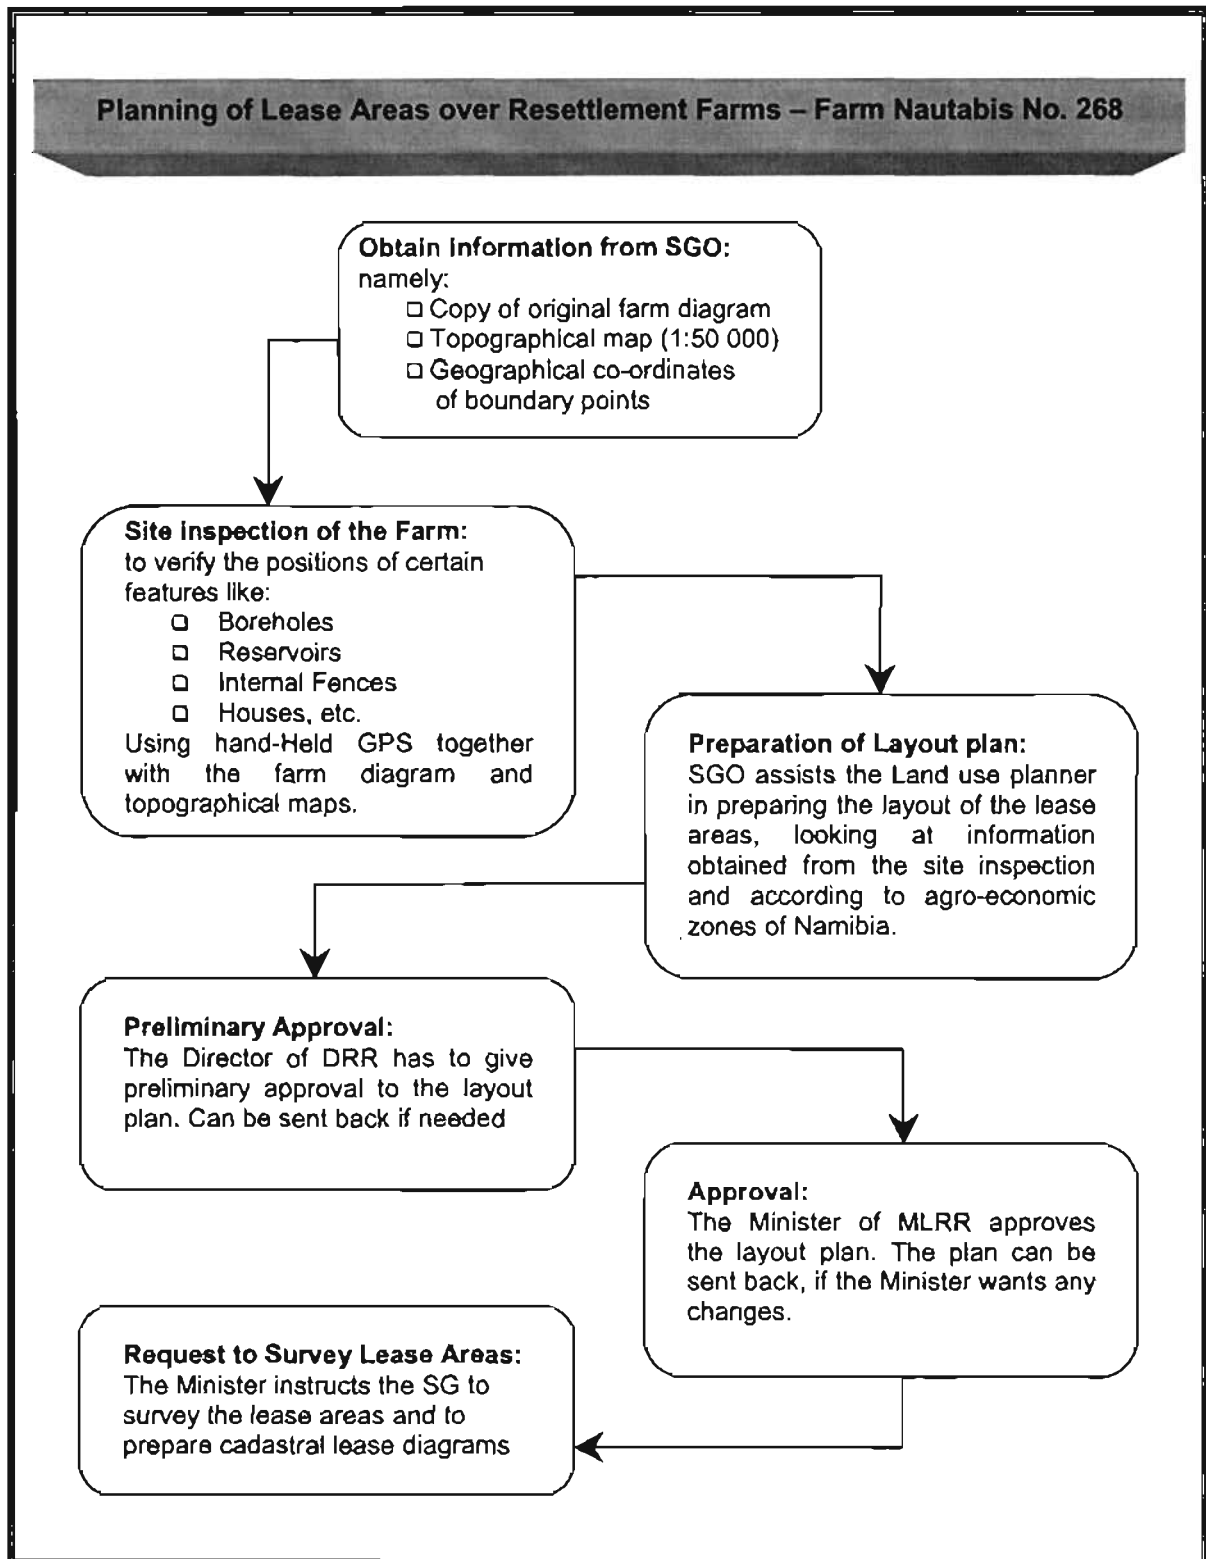 Planning of Lease Areas over Resettlement Farms – Farm Nautabis No. 268
Obtain Information from SGO:
namely:
□ Copy of original farm diagram
□ Topographical map (1:50 000)
□ Geographical co-ordinates
of boundary points
Site Inspection of the Farm:
to verify the positions of certain
features like:
□ Boreholes
□ Reservoirs
□ Internal Fences
□ Houses, etc.
Using hand-Held GPS together
with the farm diagram and
topographical maps.
Preparation of Layout plan:
SGO assists the Land use planner
in preparing the layout of the lease
areas, looking at information
obtained from the site inspection
and according to agro-economic
zones of Namibia.
Preliminary Approval:
The Director of DRR has to give
preliminary approval to the layout
plan. Can be sent back if needed
Approval:
The Minister of MLRR approves
the layout plan. The plan can be
sent back, if the Minister wants any
changes.
Request to Survey Lease Areas:
The Minister instructs the SG to
survey the lease areas and to
prepare cadastral lease diagrams